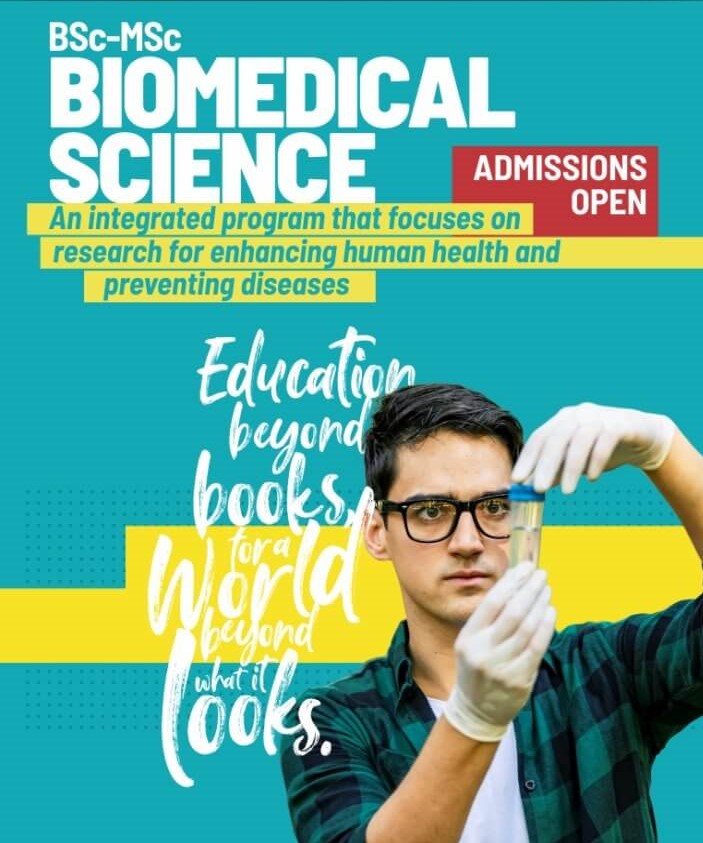 BSc-MSc
BIOMEDICAL
SCIENCE
ADMISSIONS
OPEN
An integrated program that focuses on
research for enhancing human health and
preventing diseases
Education
beyond
books,
for a
World
beyond
what it
looks.